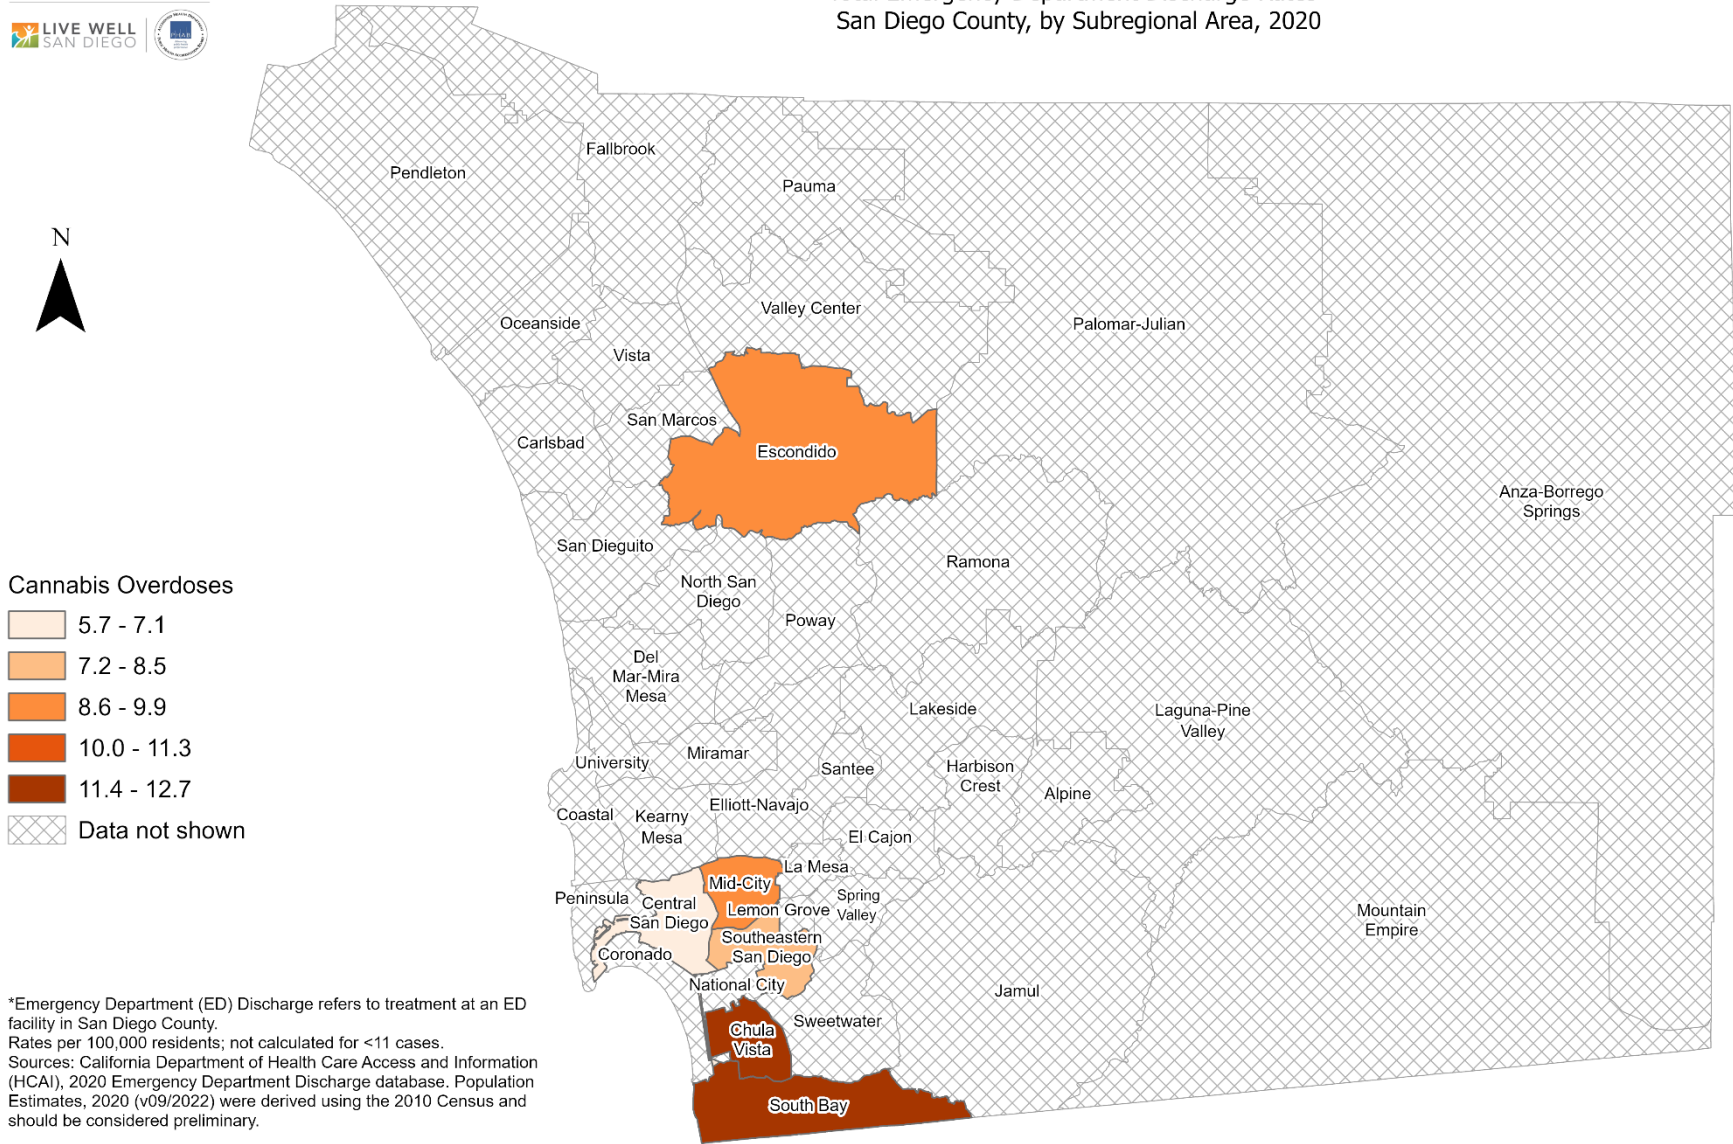 LIVE WELL
SAN DIEGO
PHAB
Total Emergency Department Discharge Rates*
San Diego County, by Subregional Area, 2020
Fallbrook
Pendleton
Pauma
N
Valley Center
Oceanside
Palomar-Julian
Vista
San Marcos
Carlsbad
Escondido
Anza-Borrego
Springs
San Dieguito
Ramona
North San
Diego
Poway
Del
Mar-Mira
Mesa
Lakeside
Laguna-Pine
Valley
Miramar
University
Santee
Harbison
Crest
Alpine
Elliott-Navajo
Coastal
Kearny
Mesa
El Cajon
La Mesa
Mid-City
Peninsula
Central
San Diego
Lemon Grove
Spring
Valley
Mountain
Empire
Southeastern
San Diego
Coronado
National City
Jamul
Sweetwater
Chula
Vista
South Bay
Cannabis Overdoses
5.7 - 7.1
7.2 - 8.5
8.6 - 9.9
10.0 - 11.3
11.4 - 12.7
Data not shown
*Emergency Department (ED) Discharge refers to treatment at an ED
facility in San Diego County.
Rates per 100,000 residents; not calculated for <11 cases.
Sources: California Department of Health Care Access and Information
(HCAI), 2020 Emergency Department Discharge database. Population
Estimates, 2020 (v09/2022) were derived using the 2010 Census and
should be considered preliminary.